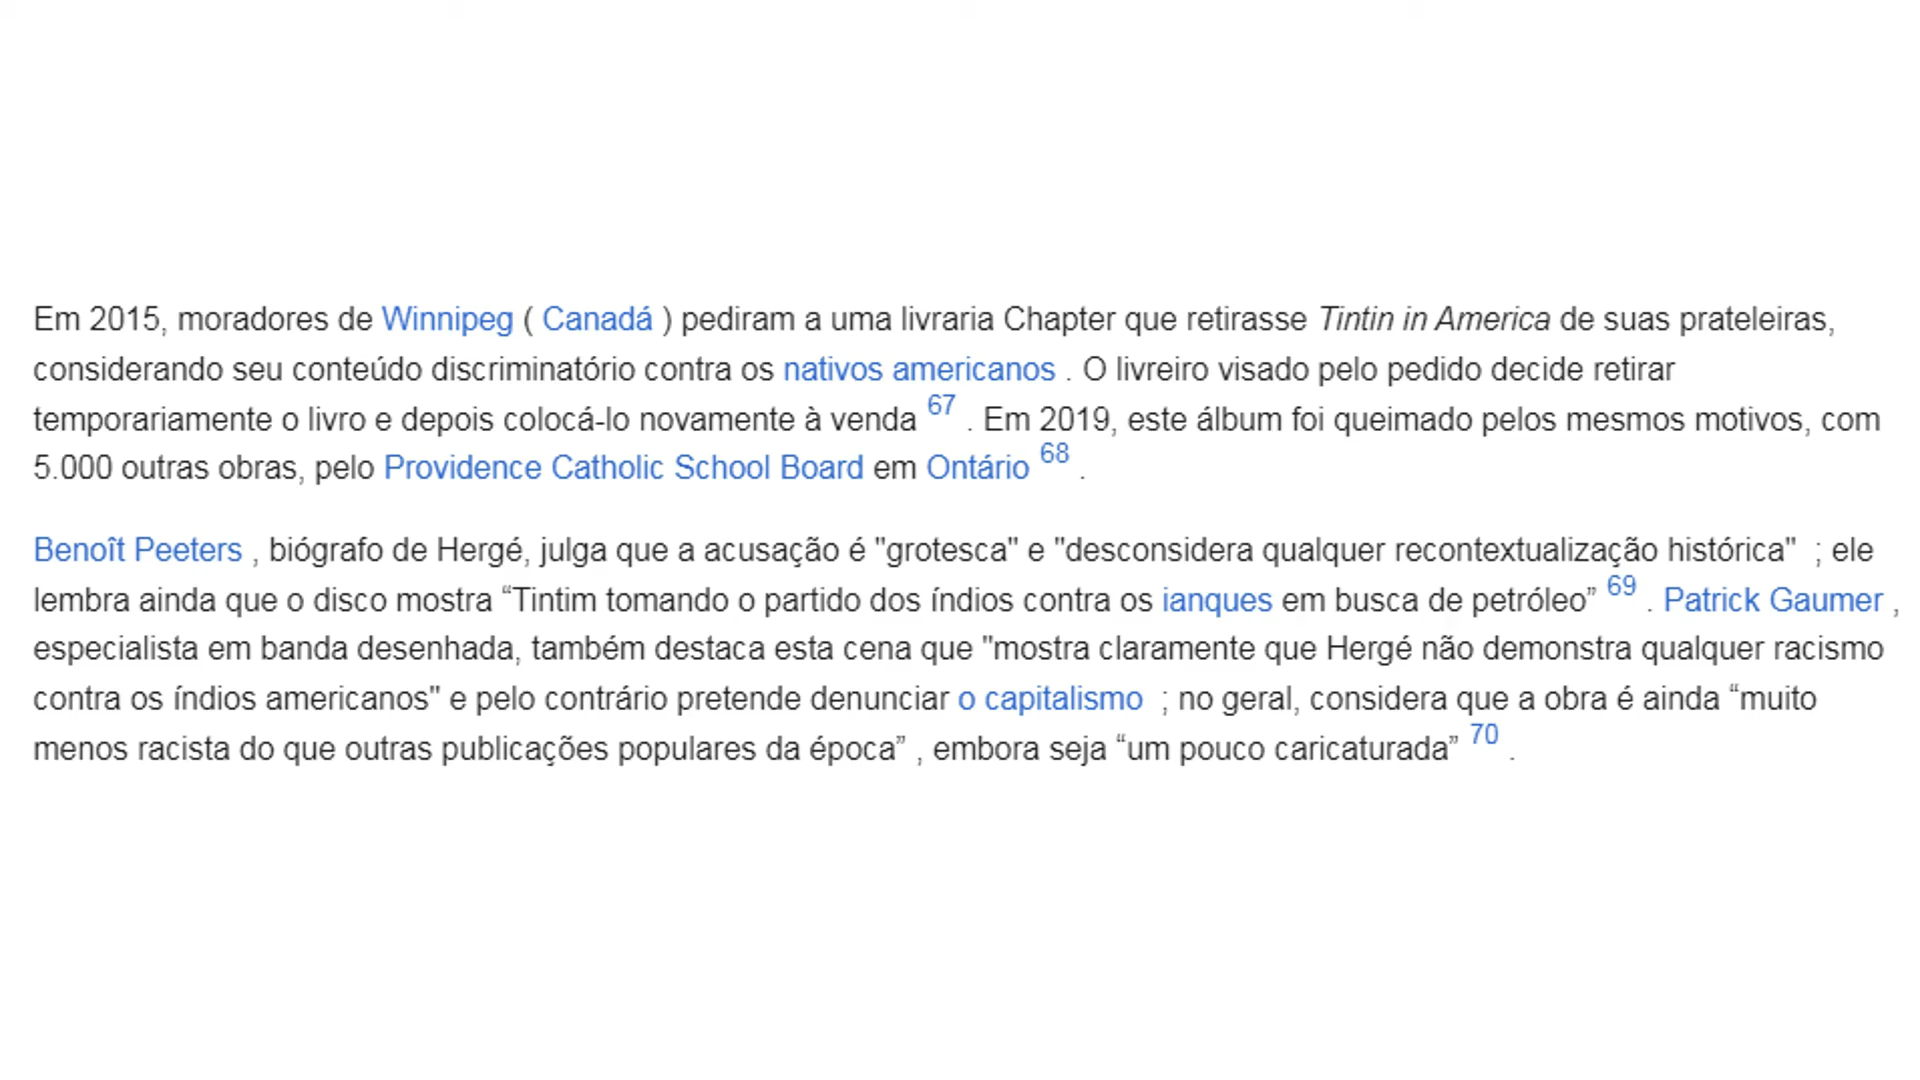 Em 2015, moradores de Winnipeg ( Canadá ) pediram a uma livraria Chapter que retirasse Tintin in America de suas prateleiras,
considerando seu conteúdo discriminatório contra os nativos americanos . O livreiro visado pelo pedido decide retirar
temporariamente o livro e depois colocá-lo novamente à venda 67 . Em 2019, este álbum foi queimado pelos mesmos motivos, com
5.000 outras obras, pelo Providence Catholic School Board em Ontário 68 .
Benoît Peeters , biógrafo de Hergé, julga que a acusação é "grotesca" e "desconsidera qualquer recontextualização histórica" ; ele
lembra ainda que o disco mostra “Tintim tomando o partido dos índios contra os ianques em busca de petróleo” 69 . Patrick Gaumer ,
especialista em banda desenhada, também destaca esta cena que "mostra claramente que Hergé não demonstra qualquer racismo
contra os índios americanos" e pelo contrário pretende denunciar o capitalismo ; no geral, considera que a obra é ainda “muito
menos racista do que outras publicações populares da época” , embora seja “um pouco caricaturada” 70 .